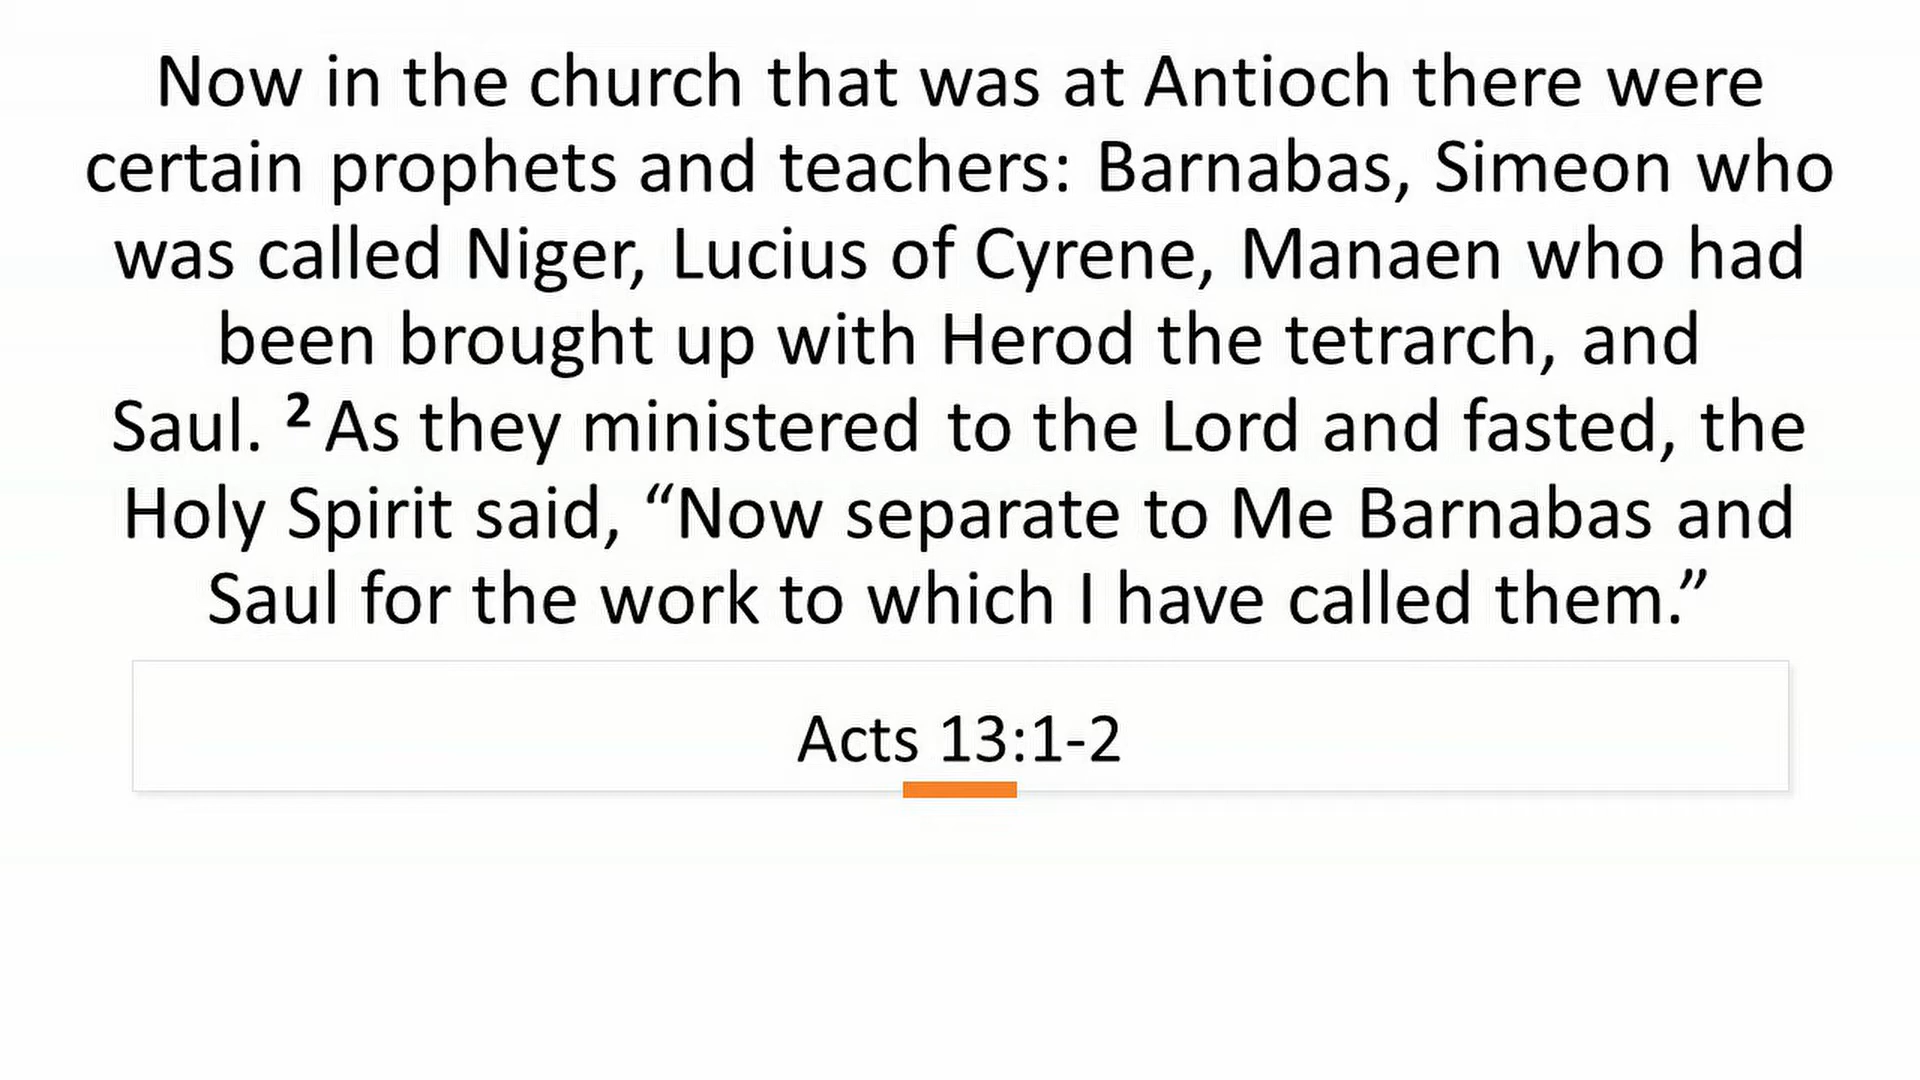 Now in the church that was at Antioch there were
certain prophets and teachers: Barnabas, Simeon who
was called Niger, Lucius of Cyrene, Manaen who had
been brought up with Herod the tetrarch, and
Saul. ² As they ministered to the Lord and fasted, the
Holy Spirit said, “Now separate to Me Barnabas and
Saul for the work to which I have called them.”
Acts 13:1-2